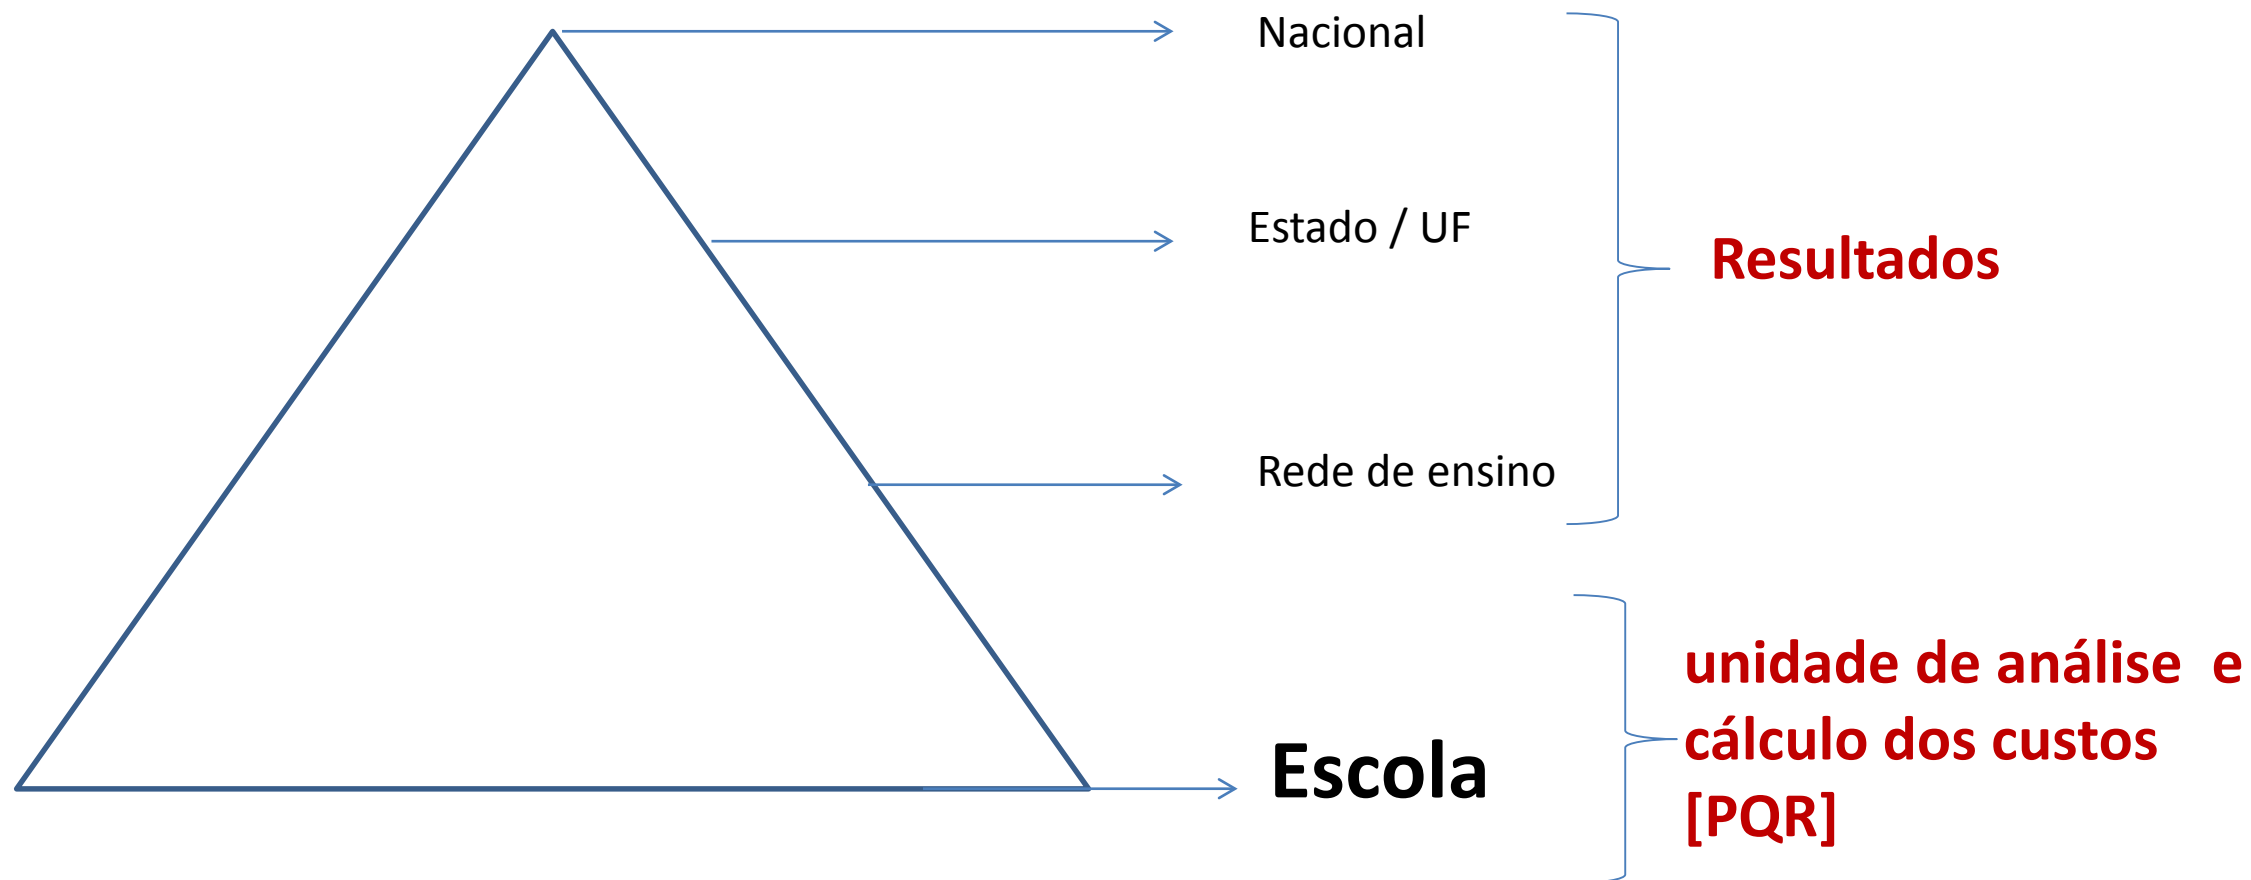 Nacional
Estado / UF
Resultados
Rede de ensino
Escola
unidade de análise e
cálculo dos custos
[PQR]